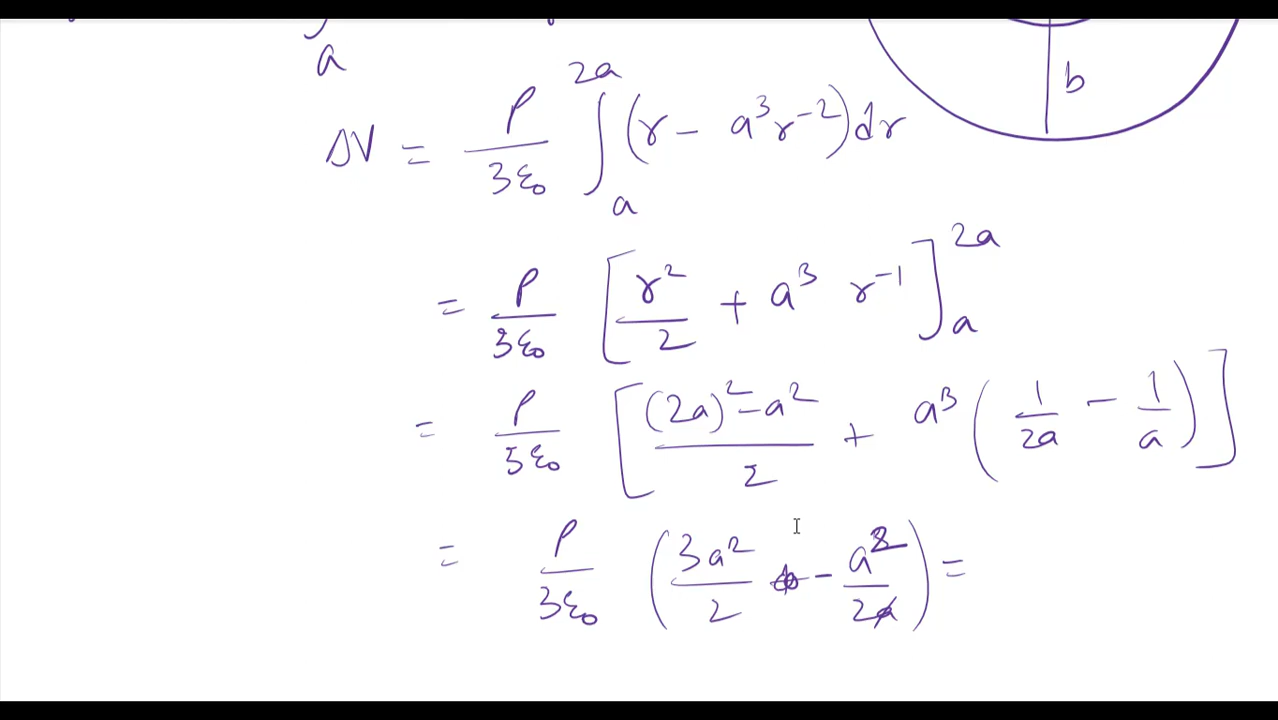 a
b
ΔV = ρ/3ε₀ ∫ₐ²ᵃ (r - a³r⁻²)dr
= ρ/3ε₀ [r²/2 + a³ r⁻¹]ₐ²ᵃ
= ρ/5ε₀ [((2a)² - a²)/2 + a³ (1/2a - 1/a)]
= ρ/3ε₀ (3a²/2 - a²/2) =